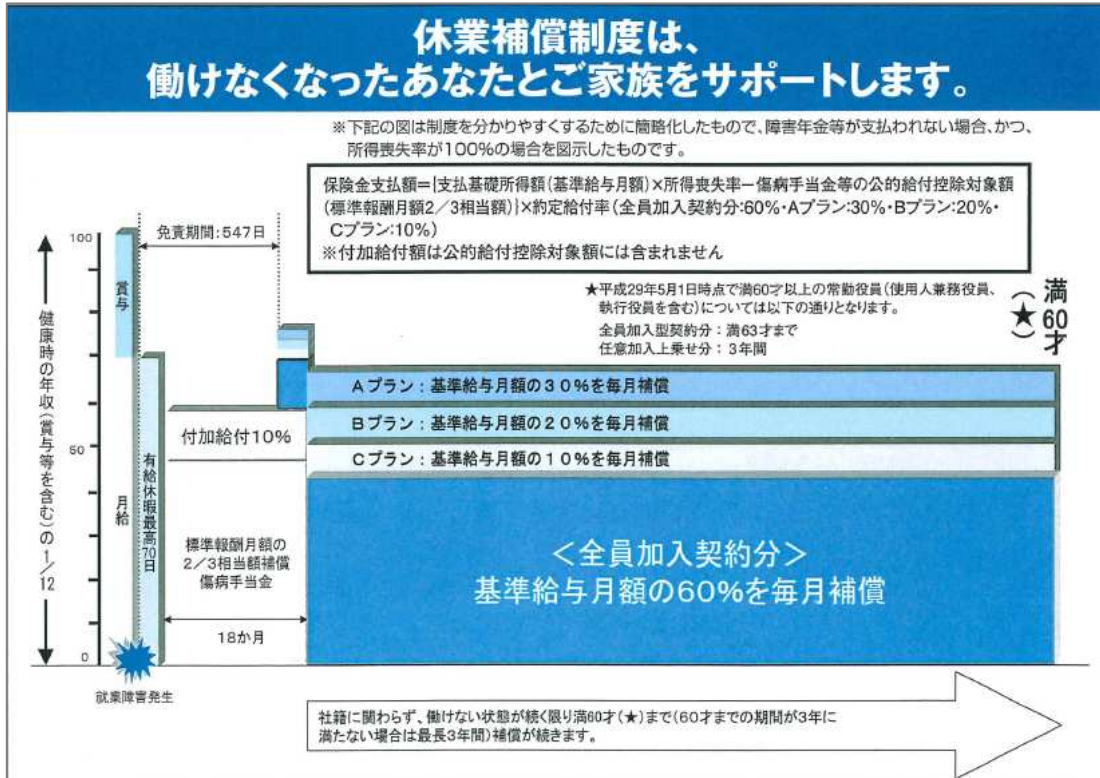 休業補償制度は、
働けなくなったあなたとご家族をサポートします。
※下記の図は制度を分かりやすくするために簡略化したもので、障害年金等が支払われない場合、かつ、
所得喪失率が100%の場合を図示したものです。
保険金支払額=[支払基礎所得額(基準給与月額)×所得喪失率−傷病手当金等の公的給付控除対象額
(標準報酬月額2/3相当額)]×約定給付率(全員加入契約分:60%・Aプラン:30%・Bプラン:20%・
Cプラン:10%)
※付加給付額は公的給付控除対象額には含まれません
免責期間:547日
★平成29年5月1日時点で満60才以上の常勤役員(使用人兼務役員、
執行役員を含む)については以下の通りとなります。
全員加入型契約分:満63才まで
任意加入上乗せ分:3年間
満60才
(★)
健康時の年収(賞与等を含む)の1/12
100
50
0
賞与
月給
有給休暇最高70日
付加給付10%
標準報酬月額の
2/3相当額補償
傷病手当金
18か月
Aプラン:基準給与月額の30%を毎月補償
Bプラン:基準給与月額の20%を毎月補償
Cプラン:基準給与月額の10%を毎月補償
<全員加入契約分>
基準給与月額の60%を毎月補償
就業障害発生
社籍に関わらず、働けない状態が続く限り満60才(★)まで(60才までの期間が3年に
満たない場合は最長3年間)補償が続きます。